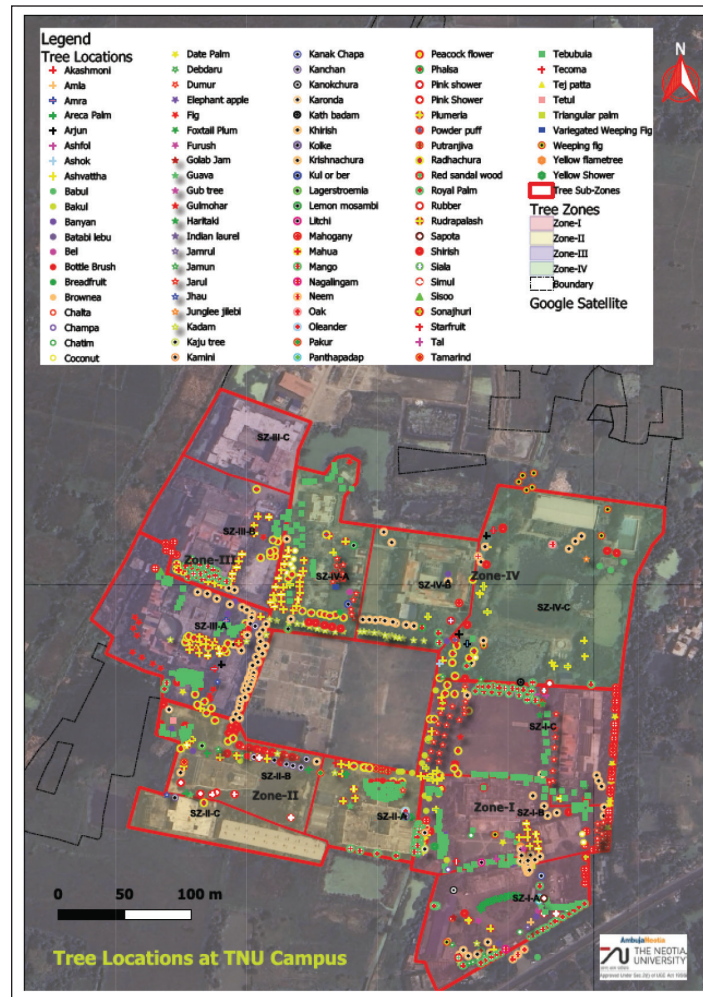 Legend
Tree Locations
Akashmoni
Amla
Amra
Areca Palm
Arjun
Ashfol
Ashok
Ashvattha
Babul
Bakul
Banyan
Batabi lebu
Bel
Bottle Brush
Breadfruit
Brownea
Chalta
Champa
Chatim
Coconut
Date Palm
Debdaru
Dumur
Elephant apple
Fig
Foxtail Plum
Furush
Golab Jam
Guava
Gub tree
Gulmohar
Haritaki
Indian laurel
Jamrul
Jamun
Jarul
Jhau
Junglee jilebi
Kadam
Kaju tree
Kamini
Kanak Chapa
Kanchan
Kanokchura
Karonda
Kath badam
Khirish
Kolke
Krishnachura
Kul or ber
Lagerstroemia
Lemon mosambi
Litchi
Mahogany
Mahua
Mango
Nagalingam
Neem
Oak
Oleander
Pakur
Panthapadap
Peacock flower
Phalsa
Pink shower
Pink Shower
Plumeria
Powder puff
Putranjiva
Radhachura
Red sandal wood
Royal Palm
Rubber
Rudrapalash
Sapota
Shirish
Siala
Simul
Sisoo
Sonajhuri
Starfruit
Tal
Tamarind
Tebubuia
Tecoma
Tej patta
Tetul
Triangular palm
Variegated Weeping Fig
Weeping fig
Yellow flametree
Yellow Shower
Tree Sub-Zones
Tree Zones
Zone-I
Zone-II
Zone-III
Zone-IV
Boundary
Google Satellite
N
SZ-III-C
SZ-III-B
Zone-III
SZ-IV-A
SZ-IV-B
Zone-IV
SZ-IV-C
SZ-III-A
SZ-I-C
SZ-II-B
Zone-II
SZ-II-C
SZ-II-A
Zone-I
SZ-I-B
SZ-I-A
0 50 100 m
Tree Locations at TNU Campus
AmbujaNeotia
THE NEOTIA
UNIVERSITY